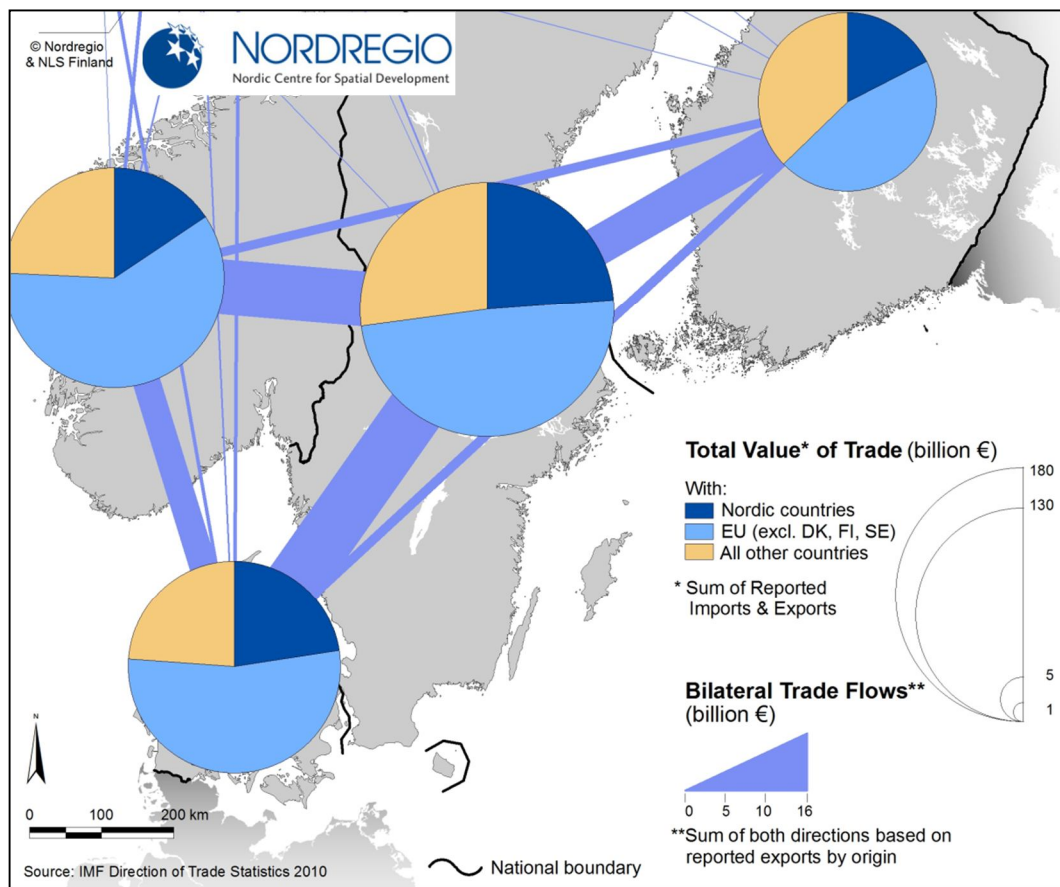 © Nordregio
& NLS Finland
NORDREGIO
Nordic Centre for Spatial Development
Total Value* of Trade (billion €)
With:
Nordic countries
EU (excl. DK, FI, SE)
All other countries
* Sum of Reported
Imports & Exports
180
130
5
1
Bilateral Trade Flows**
(billion €)
0 5 10 16
**Sum of both directions based on
reported exports by origin
N
0 100 200 km
Source: IMF Direction of Trade Statistics 2010
National boundary